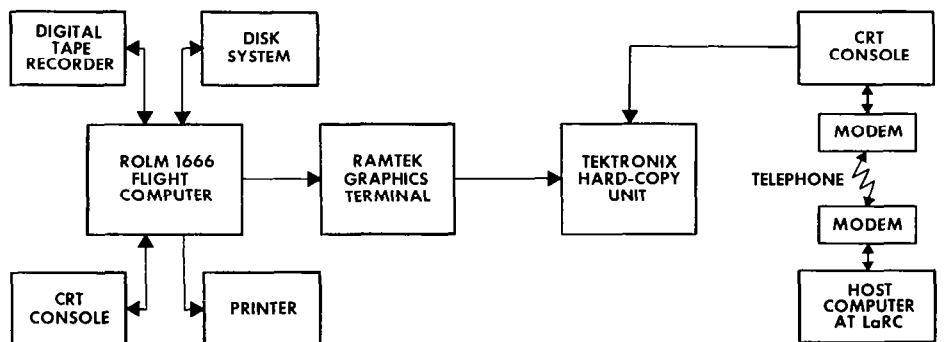 DIGITAL
TAPE
RECORDER
DISK
SYSTEM
CRT
CONSOLE
MODEM
ROLM 1666
FLIGHT
COMPUTER
RAMTEK
GRAPHICS
TERMINAL
TEKTRONIX
HARD-COPY
UNIT
TELEPHONE
MODEM
CRT
CONSOLE
PRINTER
HOST
COMPUTER
AT LaRC